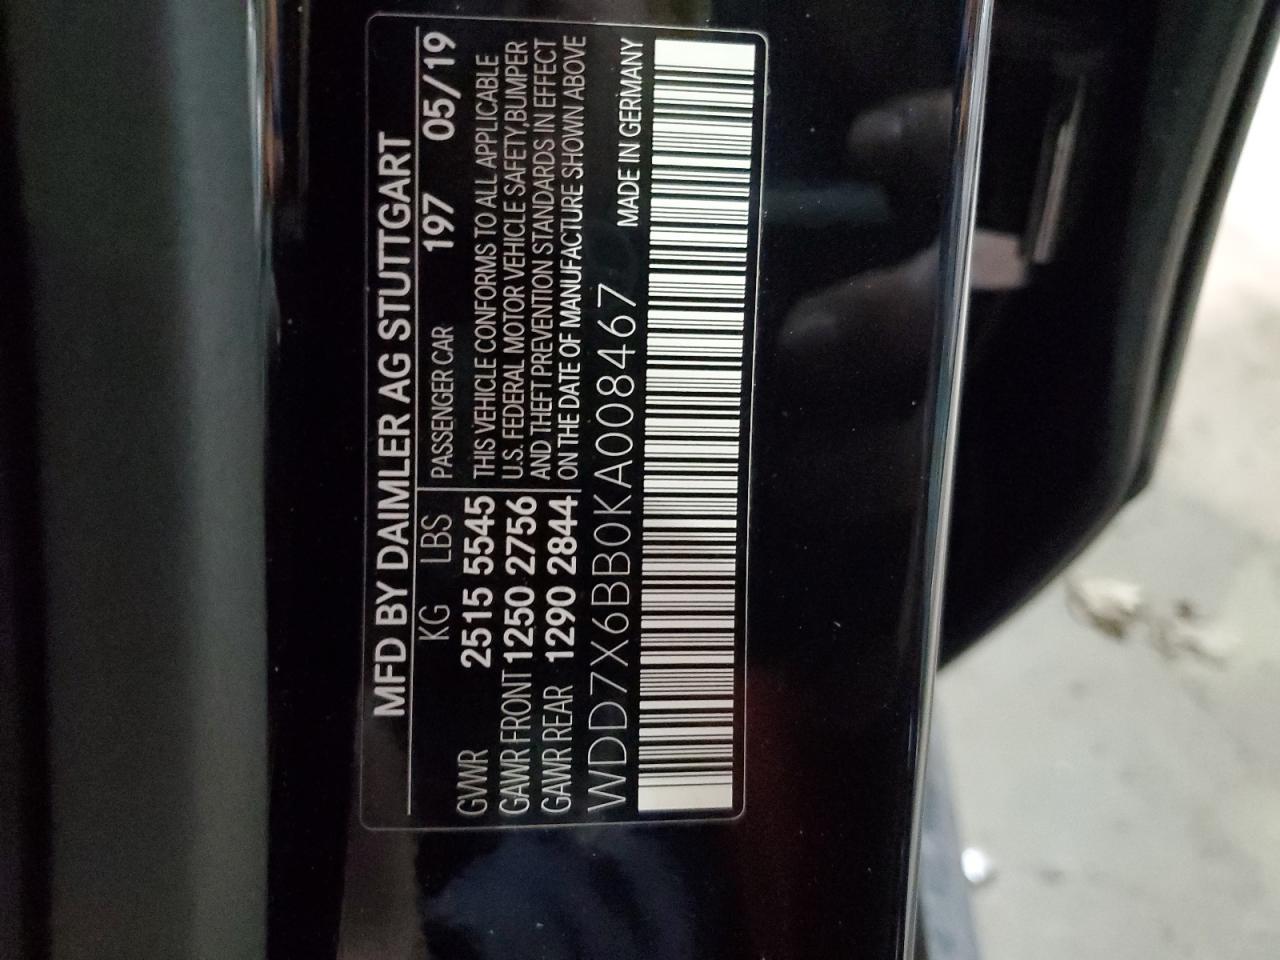 MFD BY DAIMLER AG STUTTGART
KG LBS PASSENGER CAR 197 05/19
GVWR 2515 5545 THIS VEHICLE CONFORMS TO ALL APPLICABLE
GAWR FRONT 1250 2756 U.S. FEDERAL MOTOR VEHICLE SAFETY,BUMPER
GAWR REAR 1290 2844 AND THEFT PREVENTION STANDARDS IN EFFECT
ON THE DATE OF MANUFACTURE SHOWN ABOVE
WDD7X6BB0KA008467 MADE IN GERMANY